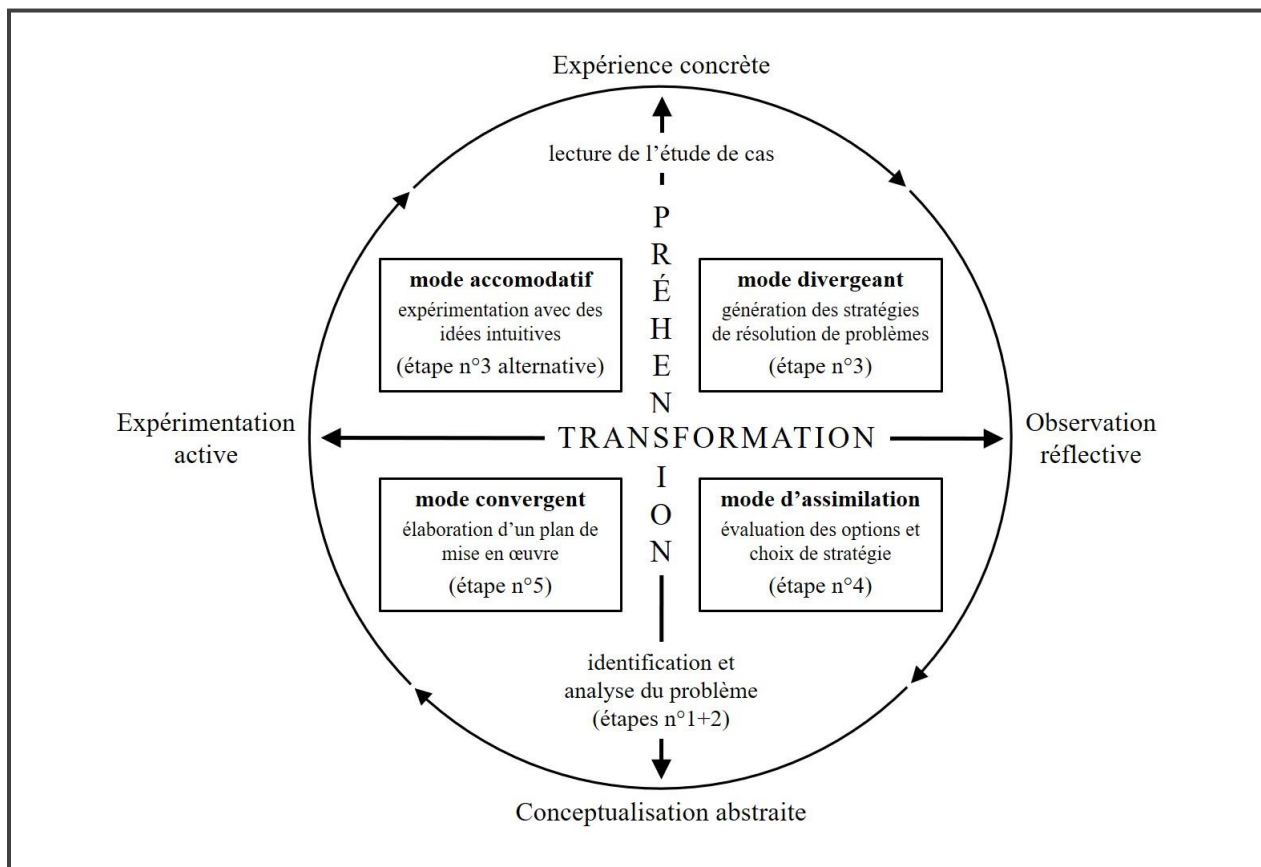 Expérience concrète
lecture de l’étude de cas
PRÉHENSION
mode accomodatif
expérimentation avec des
idées intuitives
(étape n°3 alternative)
mode divergeant
génération des stratégies
de résolution de problèmes
(étape n°3)
Expérimentation
active
TRANSFORMATION
Observation
réflective
mode convergent
élaboration d’un plan de
mise en œuvre
(étape n°5)
mode d’assimilation
évaluation des options et
choix de stratégie
(étape n°4)
identification et
analyse du problème
(étapes n°1+2)
Conceptualisation abstraite